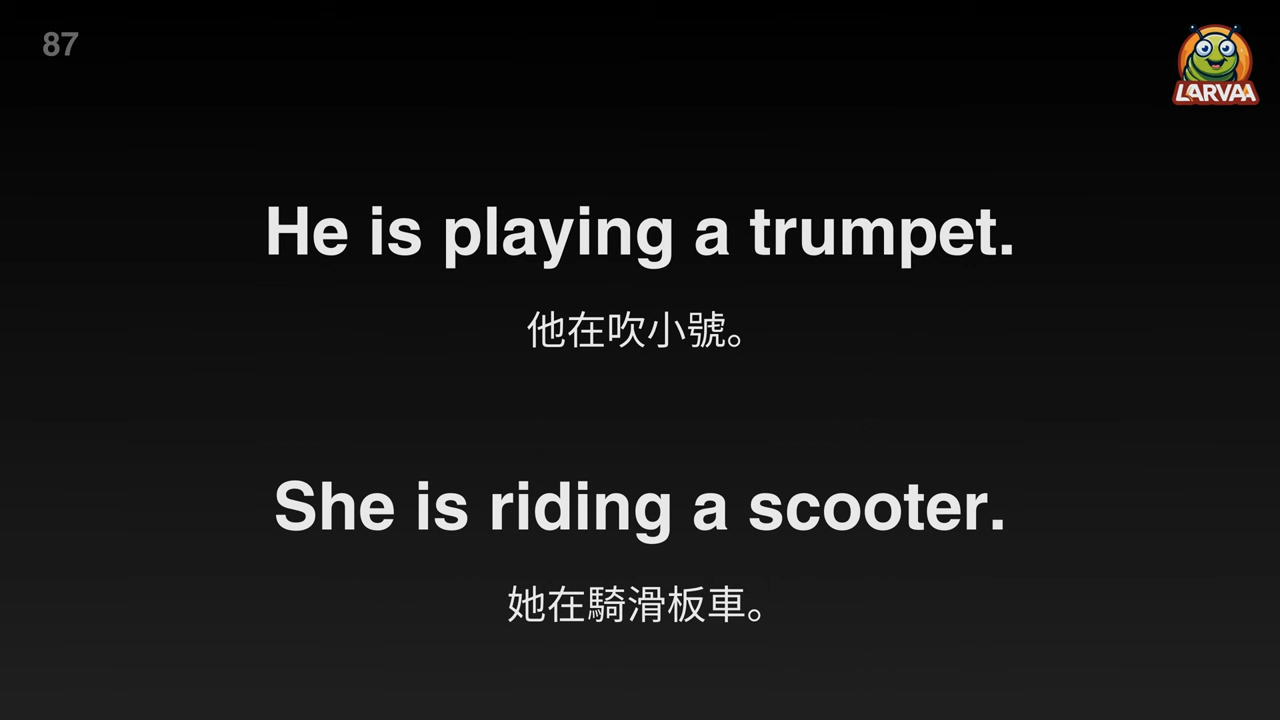 87
LARVAA
He is playing a trumpet.
他在吹小號。
She is riding a scooter.
她在騎滑板車。